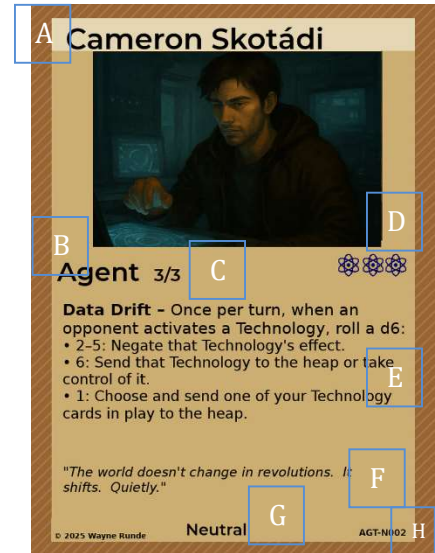 A
Cameron Skotádi
D
B
Agent 3/3
C
Data Drift – Once per turn, when an
opponent activates a Technology, roll a d6:
• 2–5: Negate that Technology's effect.
• 6: Send that Technology to the heap or take
control of it.
E
• 1: Choose and send one of your Technology
cards in play to the heap.
"The world doesn't change in revolutions. It
shifts. Quietly."
F
G
© 2025 Wayne Runde
Neutral
AGT-N002
H